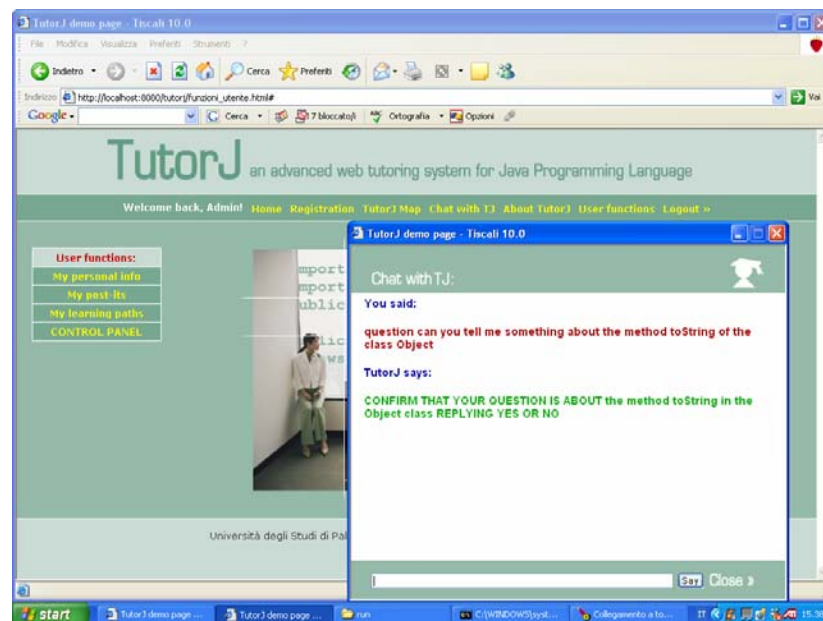 TutorJ demo page - Tiscali 10.0
File Modifica Visualizza Preferiti Strumenti ?
Indietro Cerca Preferiti
Indirizzo http://localhost:8080/tutorj/funzioni_utente.html# Vai
Google Cerca 7 bloccato/i Ortografia Opzioni
TutorJ an advanced web tutoring system for Java Programming Language
Welcome back, Admin! Home Registration TutorJ Map Chat with TJ About TutorJ User functions Logout »
User functions:
My personal info
My post-its
My learning paths
CONTROL PANEL
TutorJ demo page - Tiscali 10.0
Chat with TJ:
You said:
question can you tell me something about the method toString of the
class Object
TutorJ says:
CONFIRM THAT YOUR QUESTION IS ABOUT the method toString in the
Object class REPLYING YES OR NO
Say Close »
Università degli Studi di Pal
start TutorJ demo page ... TutorJ demo page ... run C:\WINDOWS\syst... Collegamento a to... IT 15.38